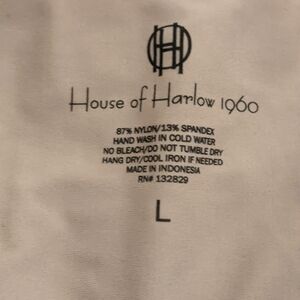 House of Harlow 1960
87% NYLON/13% SPANDEX
HAND WASH IN COLD WATER
NO BLEACH/DO NOT TUMBLE DRY
HANG DRY/COOL IRON IF NEEDED
MADE IN INDONESIA
RN# 132829
L